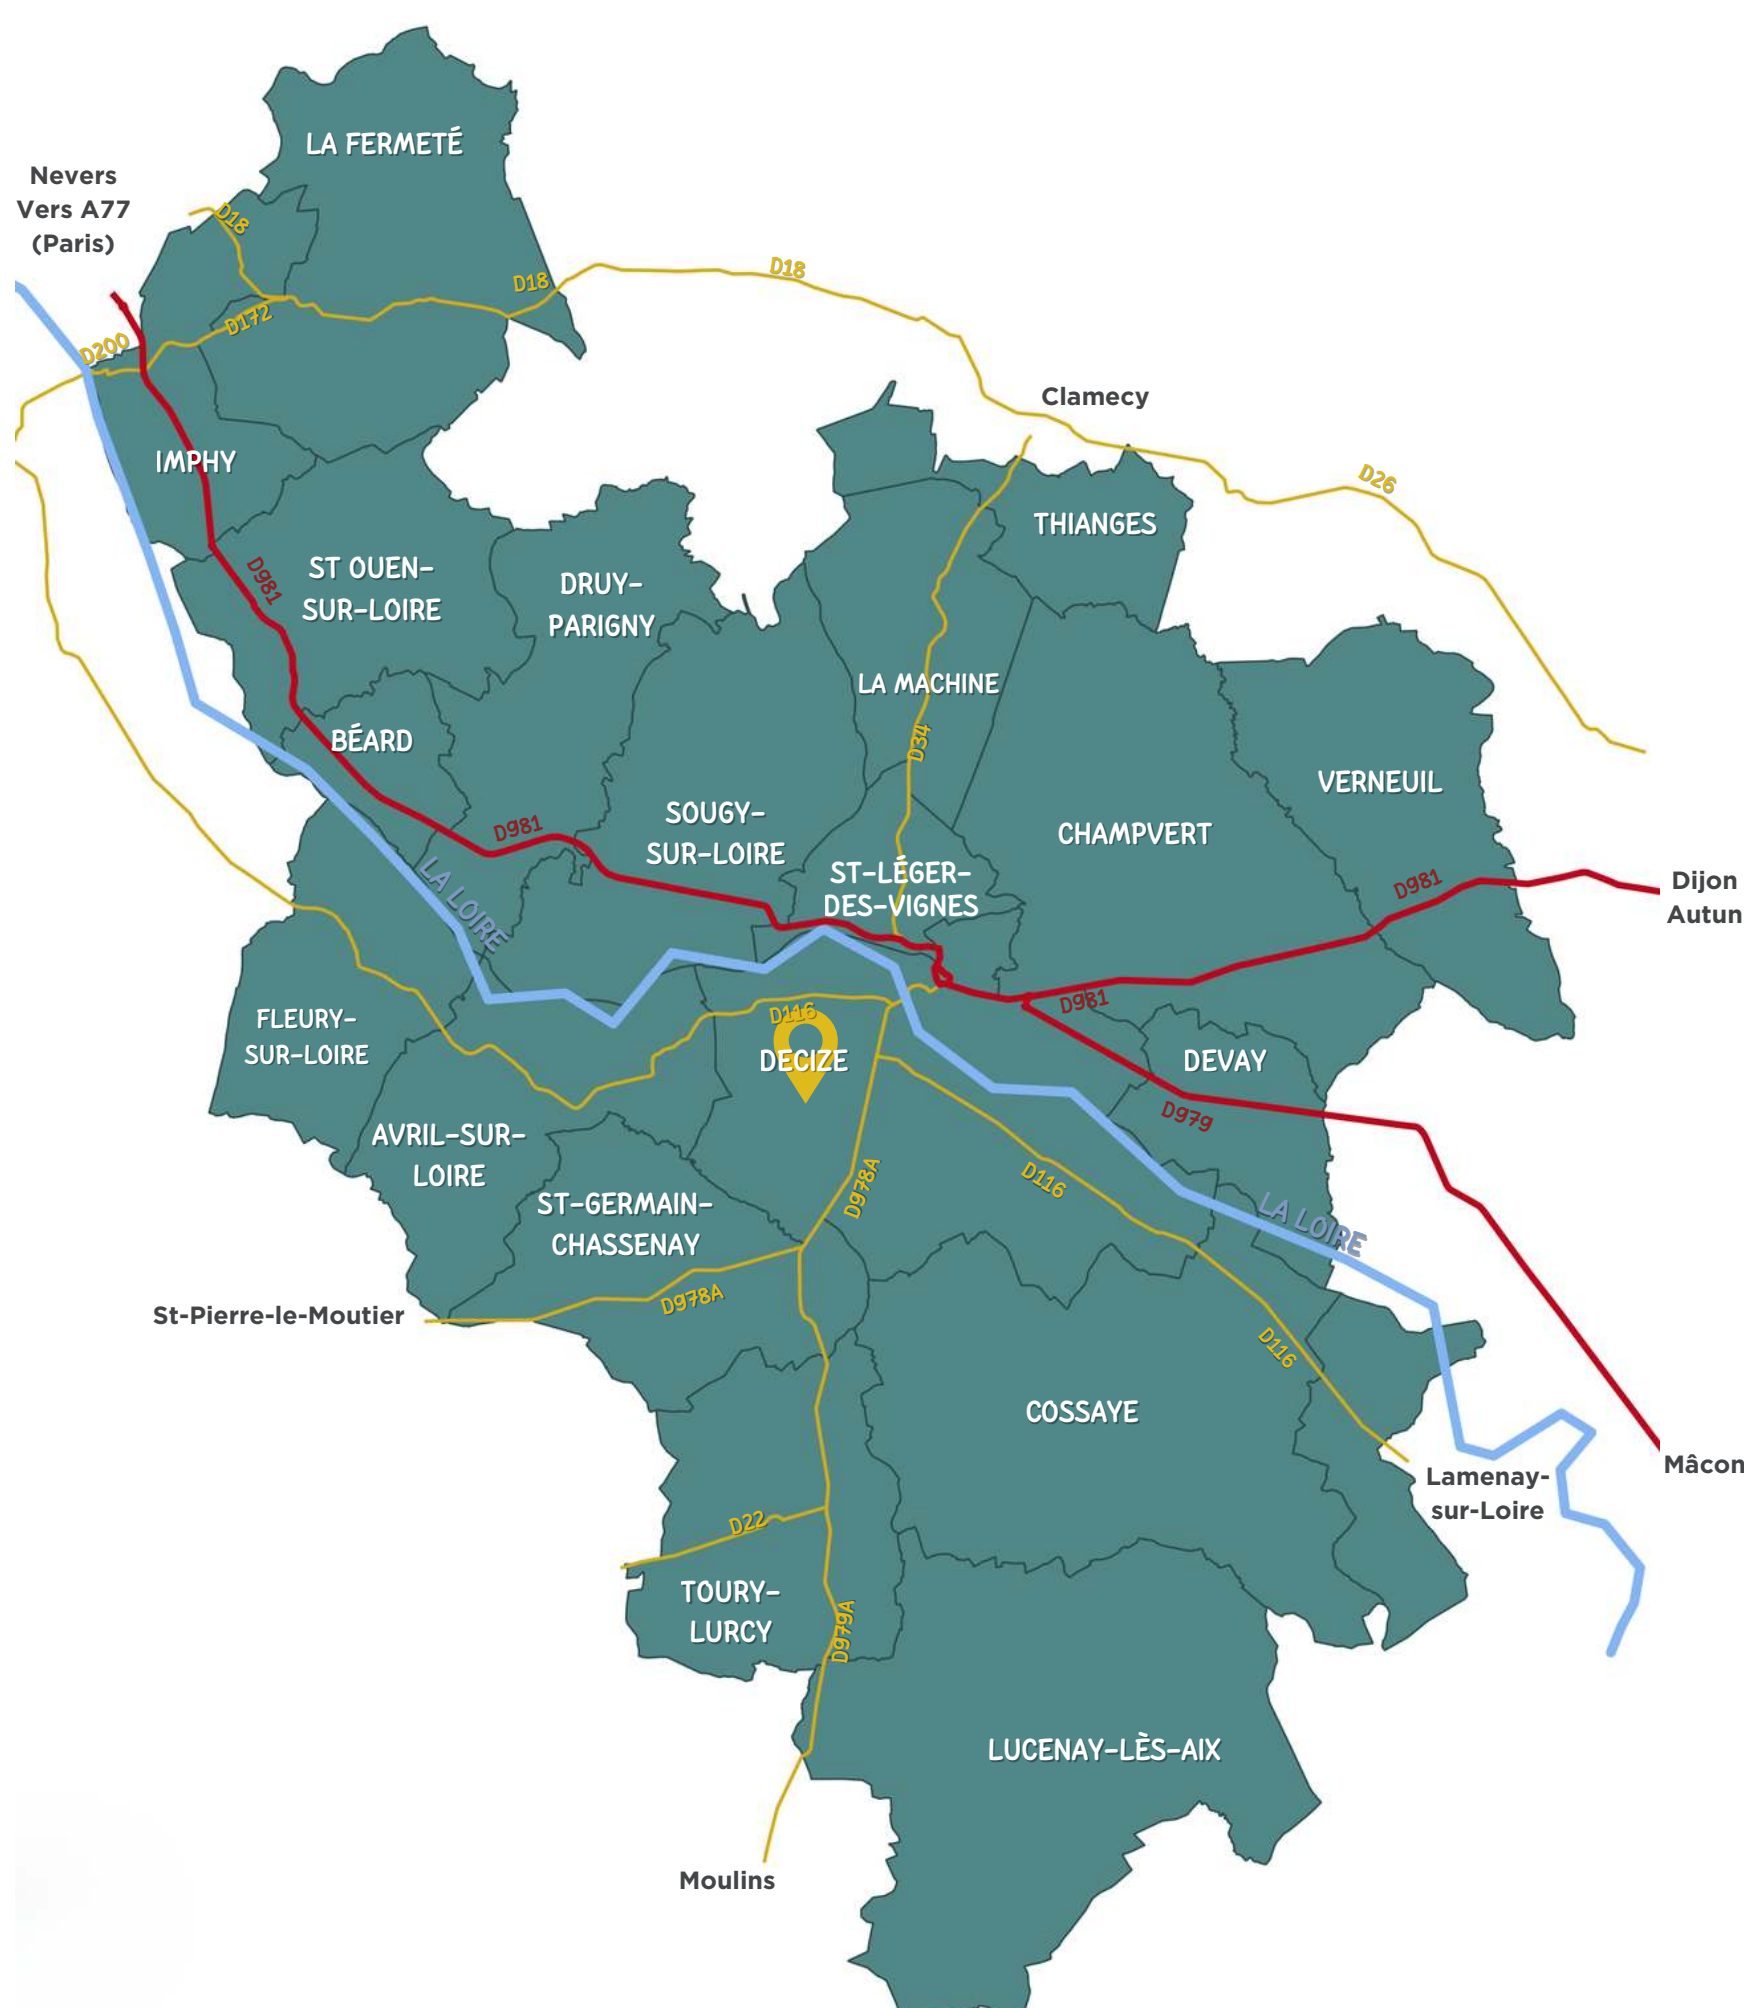 LA FERMETÉ
Nevers
Vers A77
(Paris)
D18
D18
D18
D172
D200
Clamecy
D26
IMPHY
THIANGES
D981
ST OUEN-
SUR-LOIRE
DRUY-
PARIGNY
LA MACHINE
D34
BÉARD
VERNEUIL
SOUGY-
SUR-LOIRE
D981
CHAMPVERT
ST-LÉGER-
DES-VIGNES
LA LOIRE
D981
Dijon
Autun
D981
D116
FLEURY-
SUR-LOIRE
DECIZE
DEVAY
D979
AVRIL-SUR-
LOIRE
D978A
D116
ST-GERMAIN-
CHASSENAY
LA LOIRE
D978A
St-Pierre-le-Moutier
D116
COSSAYE
Mâcon
Lamenay-
sur-Loire
D22
TOURY-
LURCY
D979A
LUCENAY-LÈS-AIX
Moulins